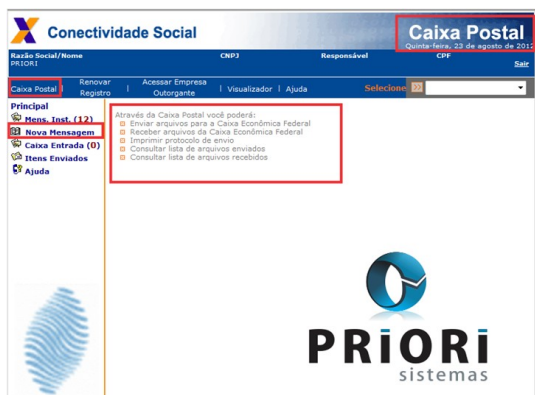 Conectividade Social
Caixa Postal
Quinta-feira, 23 de agosto de 2012
Razão Social/Nome CNPJ Responsável CPF
PRIORI
Sair
Caixa Postal | Renovar Registro | Acessar Empresa Outorgante | Visualizador | Ajuda Selecione
Principal
Mens. Inst. (12)
Nova Mensagem
Caixa Entrada (0)
Itens Enviados
Ajuda
Através da Caixa Postal você poderá:
Enviar arquivos para a Caixa Econômica Federal
Receber arquivos da Caixa Econômica Federal
Imprimir protocolo de envio
Consultar lista de arquivos enviados
Consultar lista de arquivos recebidos
PRiORi
sistemas